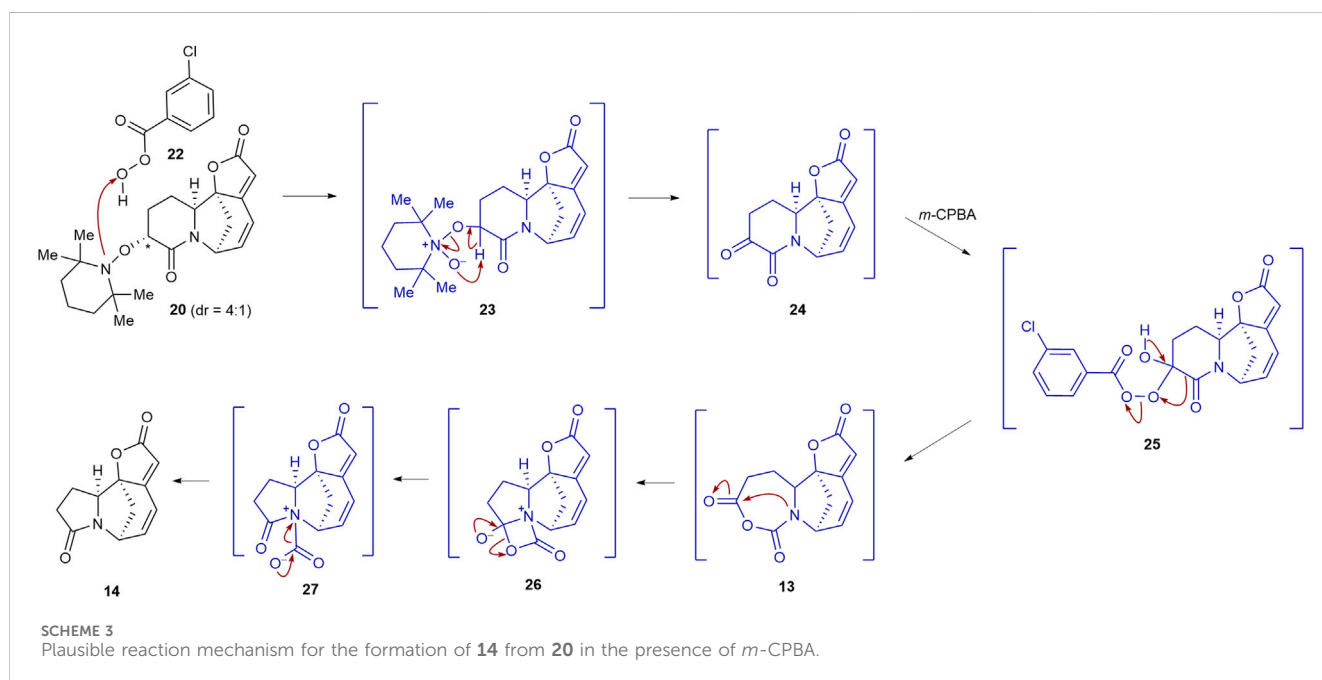 Cl
O
22
O
O
H
O
O
H
N
O
*
O
Me
Me
N
Me
Me
20 (dr = 4:1)
Me
Me
O
N
+
O−
H
Me
Me
H
N
O
O
O
23
O
O
H
N
O
O
24
m-CPBA
Cl
O
O
O
H
O
H
N
O
O
O
25
O
O
H
N
O
14
O
O
H
N
+
O
O
O−
27
O
O
H
N
+
O−
O
O
26
O
O
H
N
O
O
O
13
SCHEME 3
Plausible reaction mechanism for the formation of 14 from 20 in the presence of m-CPBA.